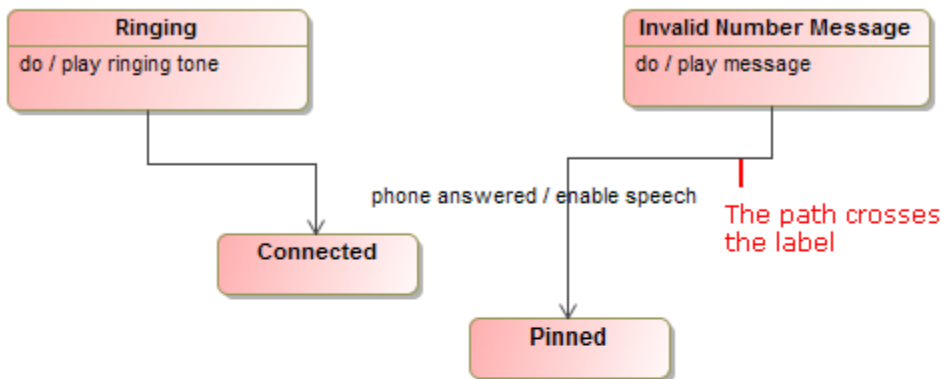 Ringing
do / play ringing tone
Invalid Number Message
do / play message
phone answered / enable speech
The path crosses
the label
Connected
Pinned